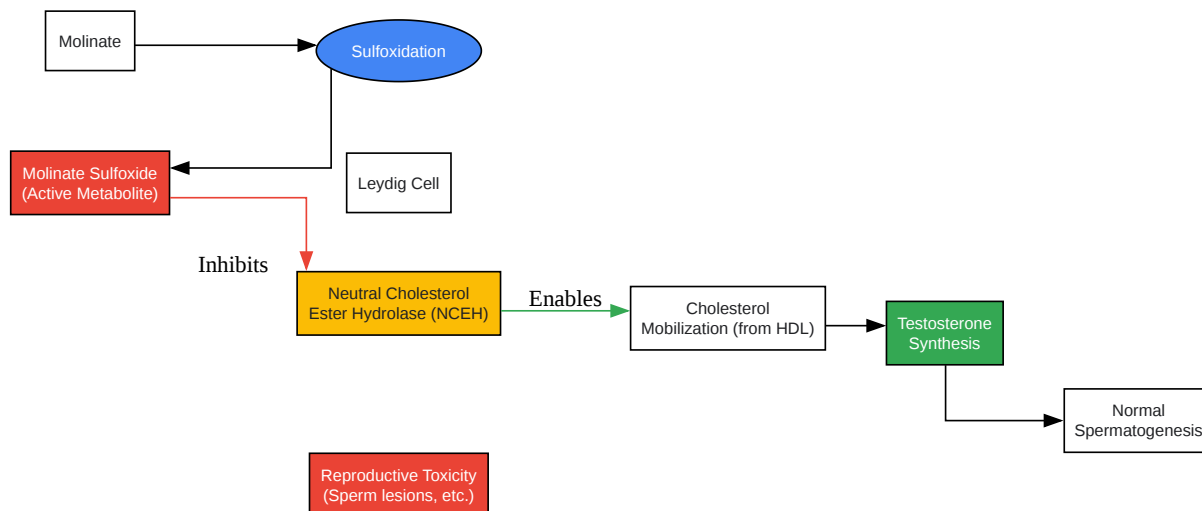 Molinate
Sulfoxidation
Molinate Sulfoxide
(Active Metabolite)
Leydig Cell
Inhibits
Neutral Cholesterol
Ester Hydrolase (NCEH)
Enables
Cholesterol
Mobilization (from HDL)
Testosterone
Synthesis
Normal
Spermatogenesis
Reproductive Toxicity
(Sperm lesions, etc.)